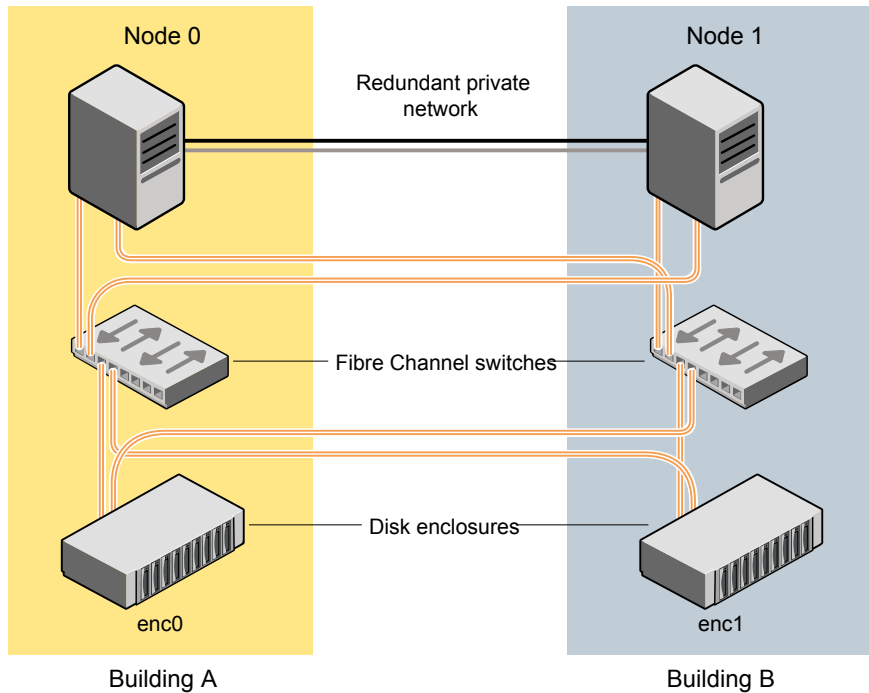 Node 0
Node 1
Redundant private
network
Fibre Channel switches
Disk enclosures
enc0
enc1
Building A
Building B